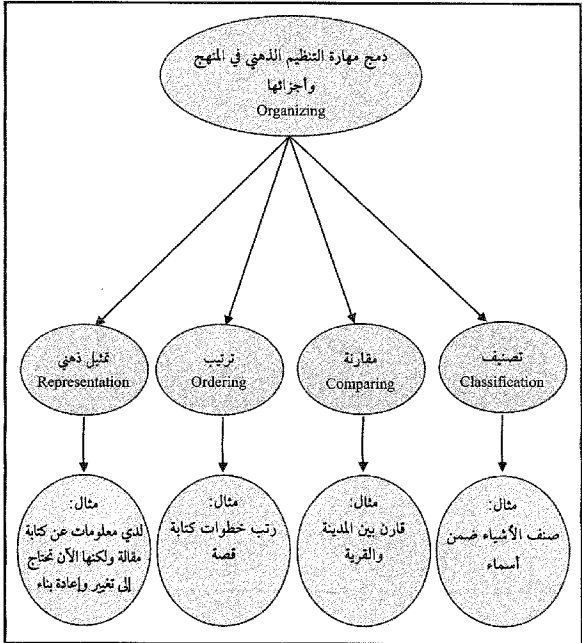 دمج مهارة التنظيم الذهني في المنهج
وأجزائها
Organizing
تصنيف
Classification
مقارنة
Comparing
ترتيب
Ordering
تمثيل ذهني
Representation
مثال:
صنف الأشياء ضمن
أسماء
مثال:
قارن بين المدينة
والقرية
مثال:
رتب خطوات كتابة
قصة
مثال:
لدي معلومات عن كتابة
مقالة ولكنها الآن تحتاج
إلى تغيير وإعادة بناء